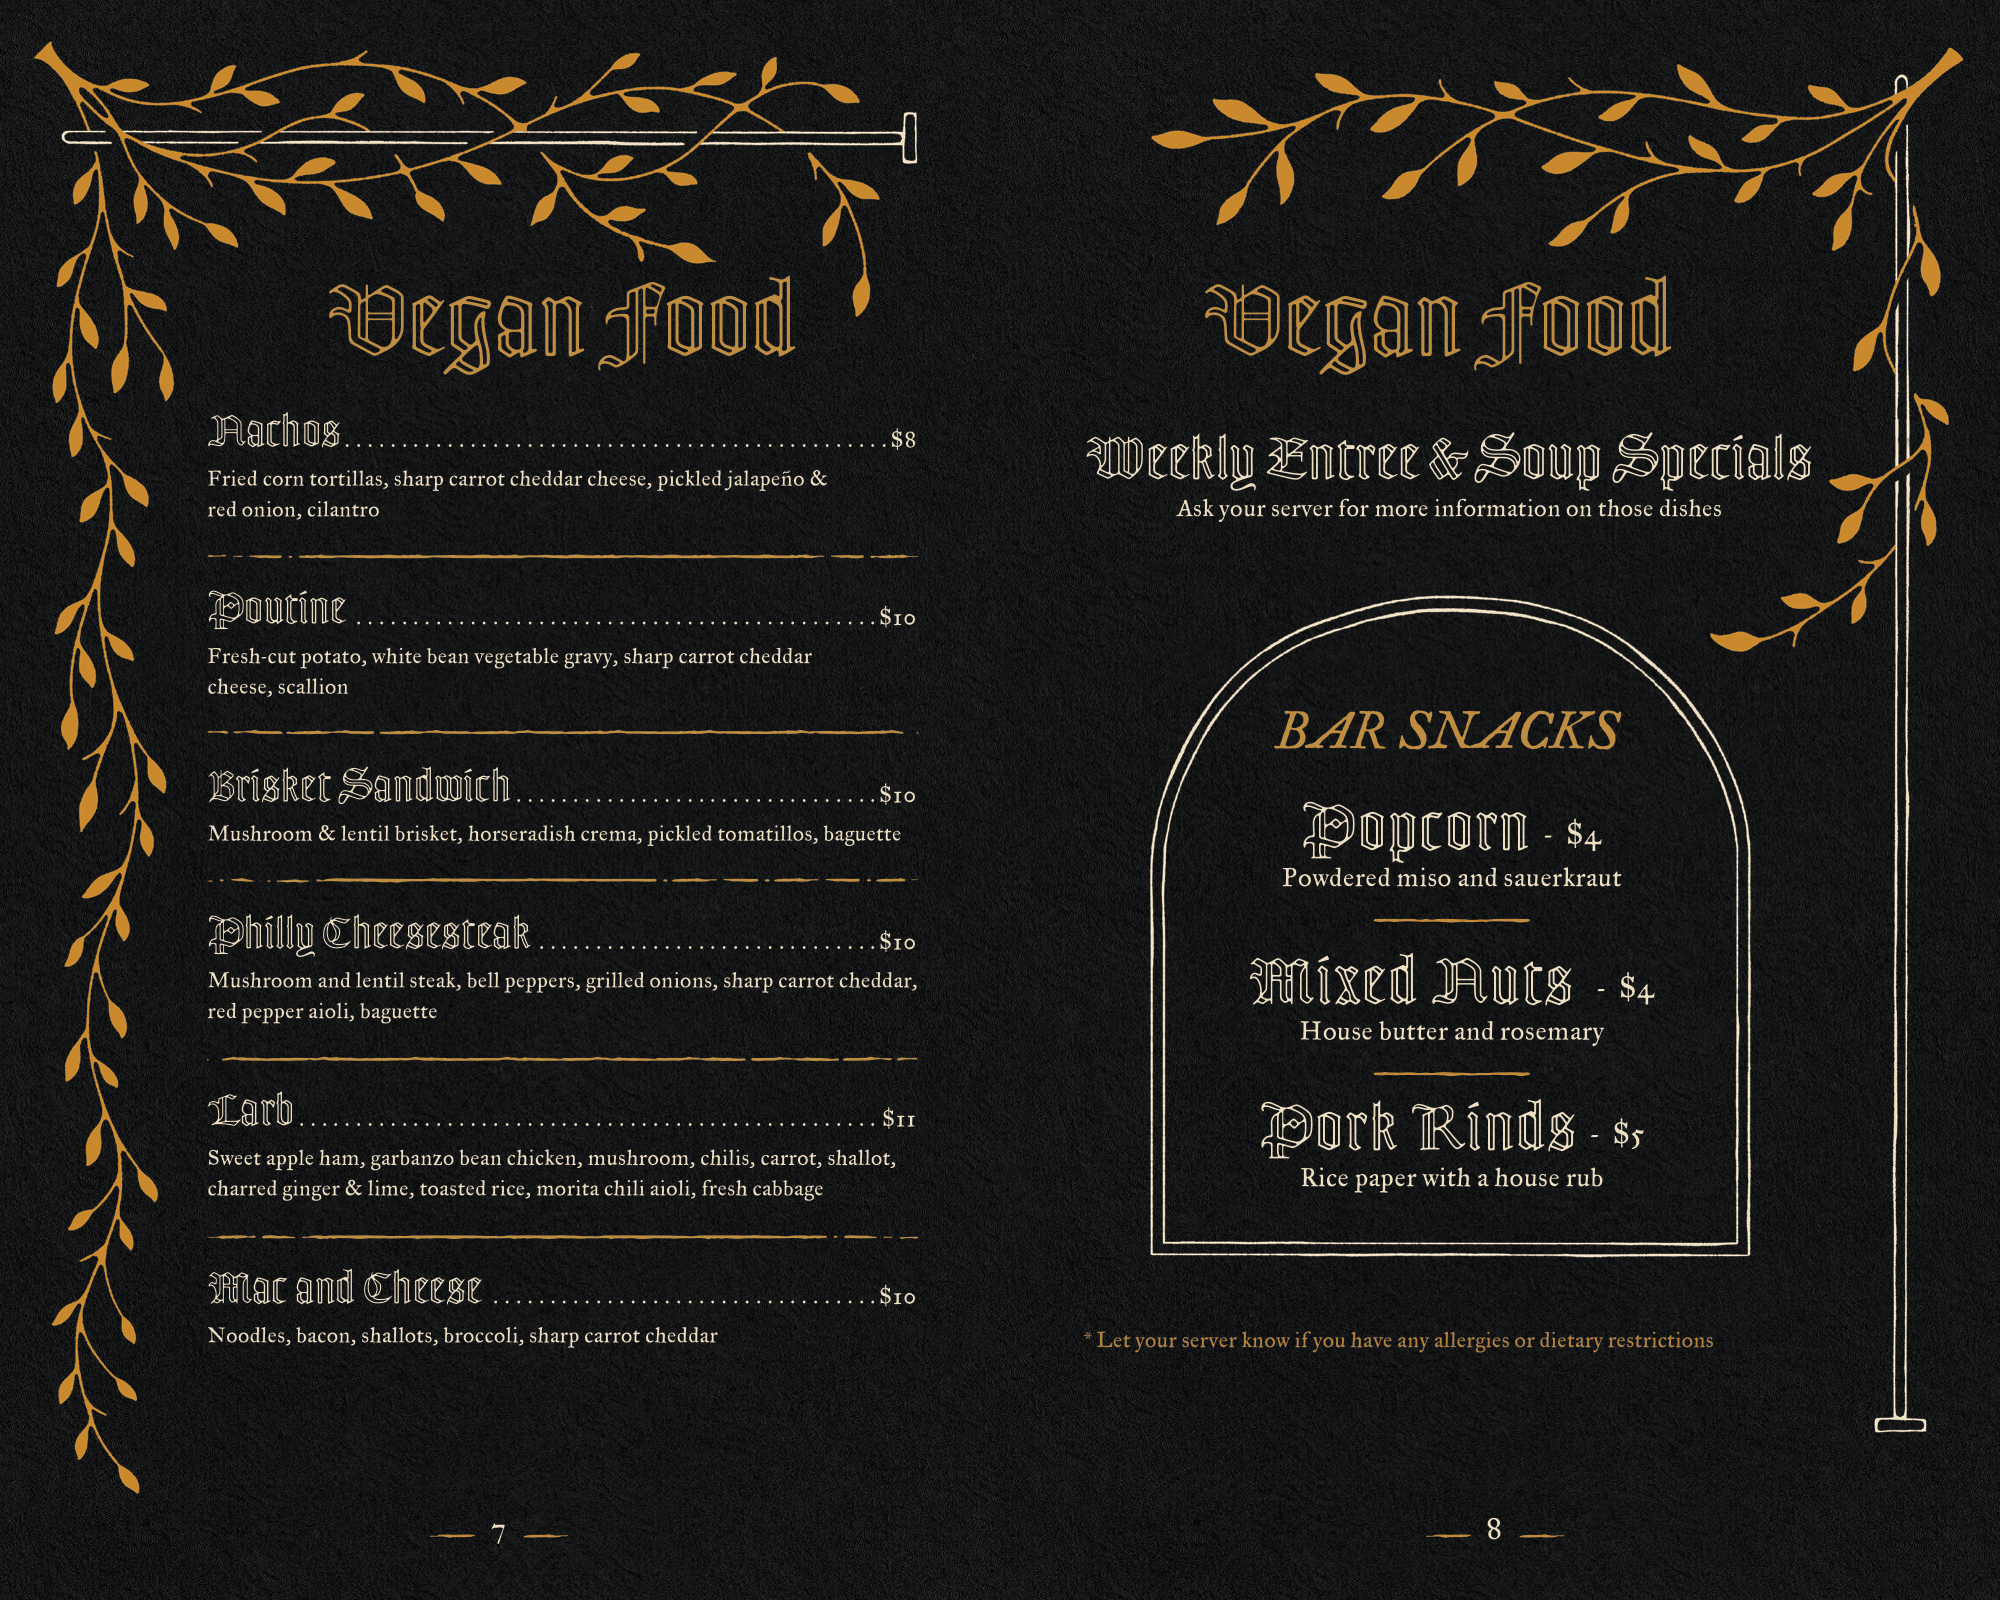 Vegan Food
Nachos........................................................$8
Fried corn tortillas, sharp carrot cheddar cheese, pickled jalapeño &
red onion, cilantro
Poutine ......................................................$10
Fresh-cut potato, white bean vegetable gravy, sharp carrot cheddar
cheese, scallion
Brisket Sandwich......................................$10
Mushroom & lentil brisket, horseradish crema, pickled tomatillos, baguette
Philly Cheesesteak ...................................$10
Mushroom and lentil steak, bell peppers, grilled onions, sharp carrot cheddar,
red pepper aioli, baguette
Larb............................................................$11
Sweet apple ham, garbanzo bean chicken, mushroom, chilis, carrot, shallot,
charred ginger & lime, toasted rice, morita chili aioli, fresh cabbage
Mac and Cheese ........................................$10
Noodles, bacon, shallots, broccoli, sharp carrot cheddar
7
Vegan Food
Weekly Entree & Soup Specials
Ask your server for more information on those dishes
BAR SNACKS
Popcorn - $4
Powdered miso and sauerkraut
Mixed Nuts - $4
House butter and rosemary
Pork Rinds - $5
Rice paper with a house rub
* Let your server know if you have any allergies or dietary restrictions
8